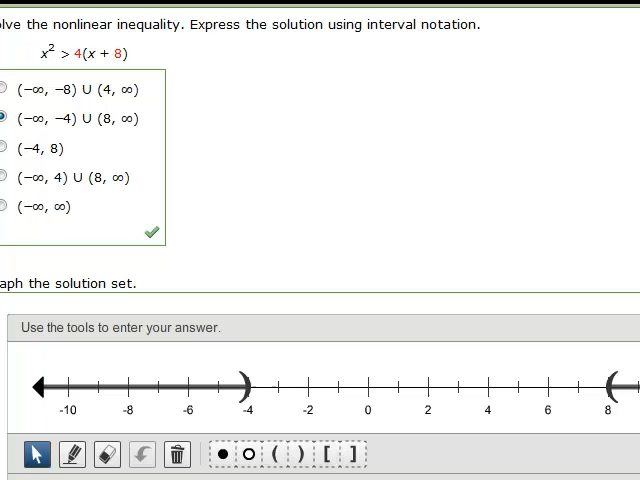 olve the nonlinear inequality. Express the solution using interval notation.
x² > 4(x + 8)
(−∞, −8) ∪ (4, ∞)
(−∞, −4) ∪ (8, ∞)
(−4, 8)
(−∞, 4) ∪ (8, ∞)
(−∞, ∞)
aph the solution set.
Use the tools to enter your answer.
-10 -8 -6 -4 -2 0 2 4 6 8
( ) [ ]